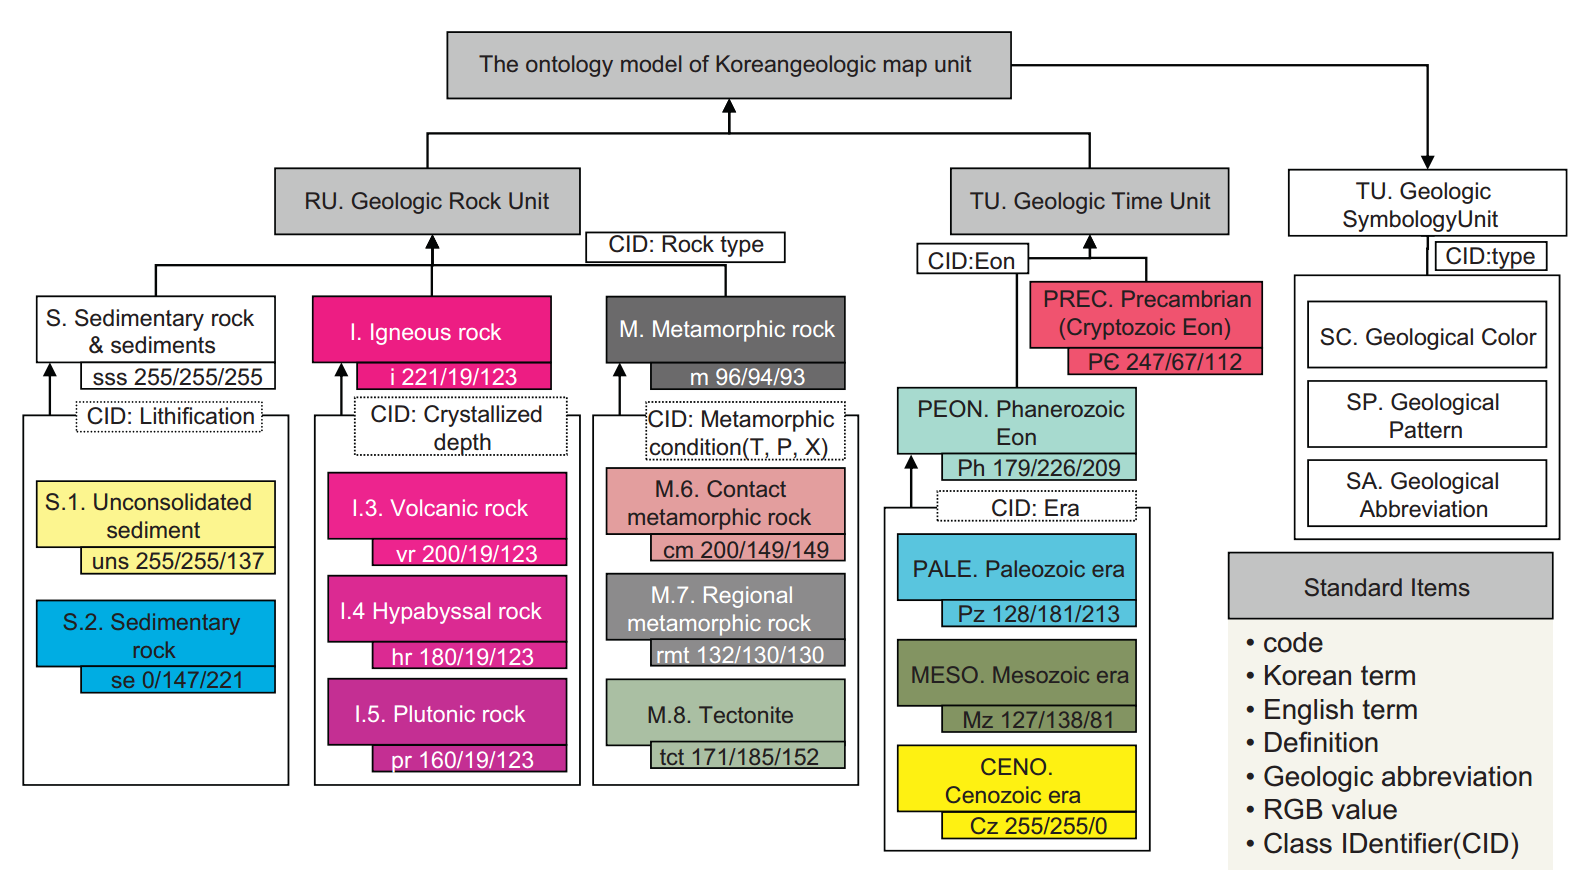 The ontology model of Koreangeologic map unit
RU. Geologic Rock Unit
TU. Geologic Time Unit
TU. Geologic
SymbologyUnit
CID: Rock type
CID:Eon
CID:type
S. Sedimentary rock
& sediments
sss 255/255/255
CID: Lithification
S.1. Unconsolidated
sediment
uns 255/255/137
S.2. Sedimentary
rock
se 0/147/221
I. Igneous rock
i 221/19/123
CID: Crystallized
depth
I.3. Volcanic rock
vr 200/19/123
I.4 Hypabyssal rock
hr 180/19/123
I.5. Plutonic rock
pr 160/19/123
M. Metamorphic rock
m 96/94/93
CID: Metamorphic
condition(T, P, X)
M.6. Contact
metamorphic rock
cm 200/149/149
M.7. Regional
metamorphic rock
rmt 132/130/130
M.8. Tectonite
tct 171/185/152
PREC. Precambrian
(Cryptozoic Eon)
PЄ 247/67/112
PEON. Phanerozoic
Eon
Ph 179/226/209
CID: Era
PALE. Paleozoic era
Pz 128/181/213
MESO. Mesozoic era
Mz 127/138/81
CENO.
Cenozoic era
Cz 255/255/0
SC. Geological Color
SP. Geological
Pattern
SA. Geological
Abbreviation
Standard Items
• code
• Korean term
• English term
• Definition
• Geologic abbreviation
• RGB value
• Class IDentifier(CID)